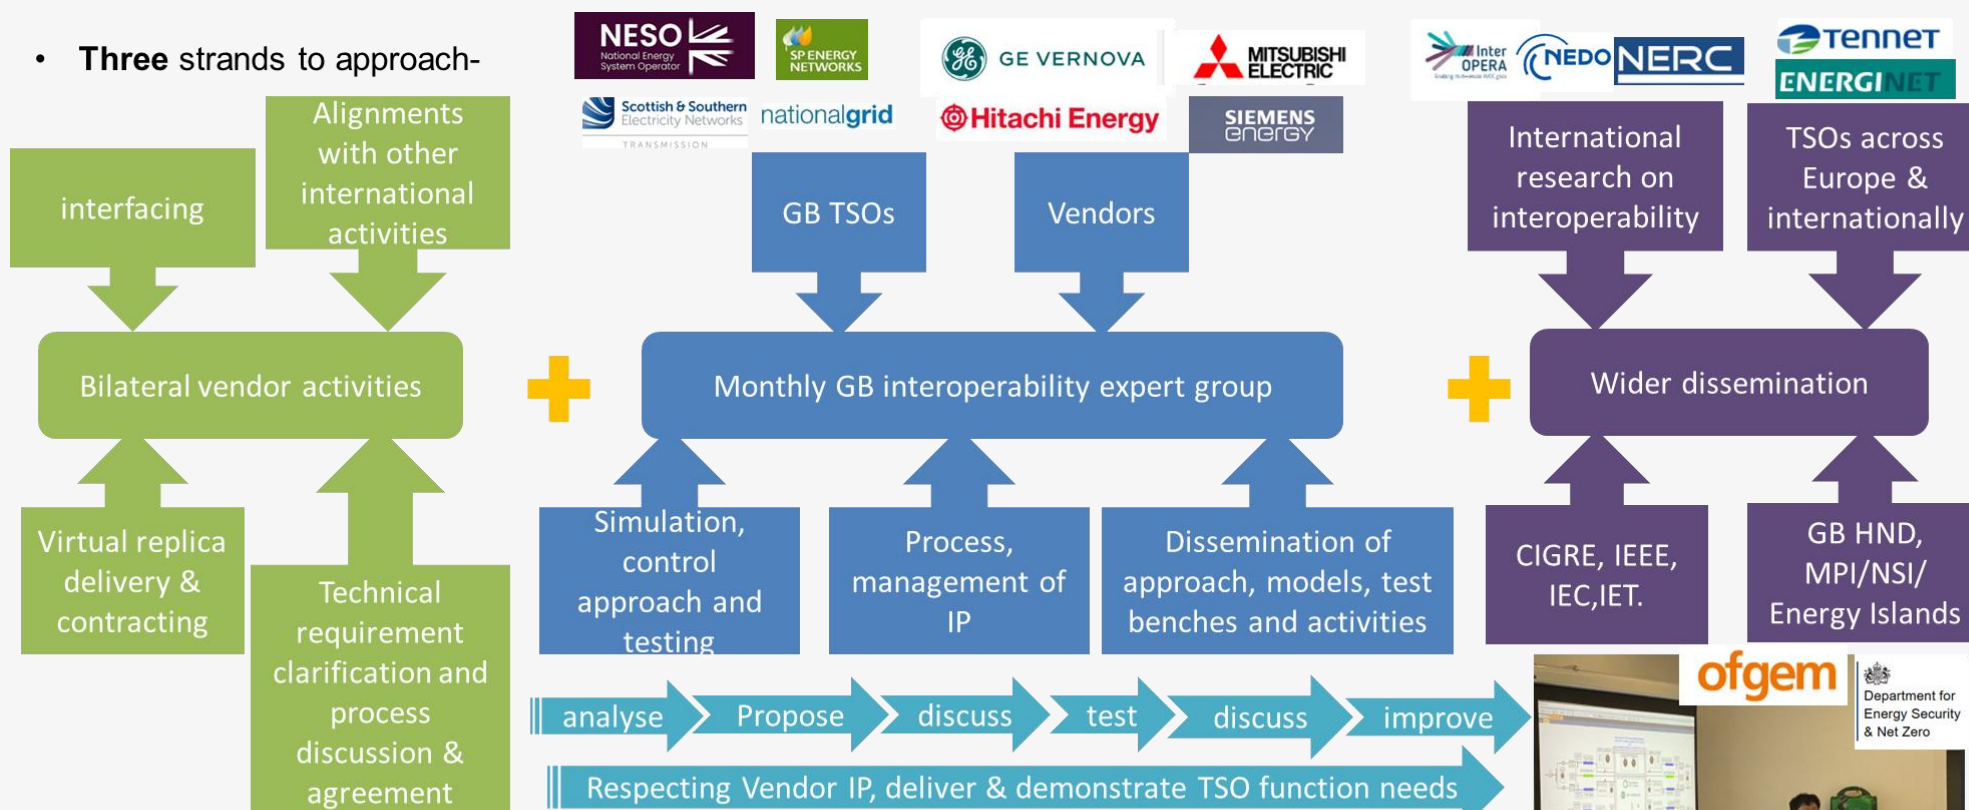 • Three strands to approach-
NESO
National Energy
System Operator
SP ENERGY
NETWORKS
GE VERNOVA
MITSUBISHI
ELECTRIC
Inter
OPERA
NEDO
NERC
TenneT
ENERGINET
Scottish & Southern
Electricity Networks
TRANSMISSION
nationalgrid
Hitachi Energy
SIEMENS
energy
interfacing
Alignments
with other
international
activities
GB TSOs
Vendors
International
research on
interoperability
TSOs across
Europe &
internationally
Bilateral vendor activities
Monthly GB interoperability expert group
Wider dissemination
Virtual replica
delivery &
contracting
Technical
requirement
clarification and
process
discussion &
agreement
Simulation,
control
approach and
testing
Process,
management of
IP
Dissemination of
approach, models, test
benches and activities
CIGRE, IEEE,
IEC,IET.
GB HND,
MPI/NSI/
Energy Islands
analyse
Propose
discuss
test
discuss
improve
Respecting Vendor IP, deliver & demonstrate TSO function needs
ofgem
Department for
Energy Security
& Net Zero